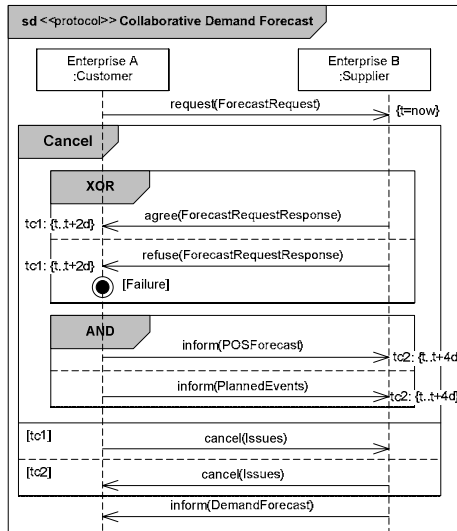 sd <<protocol>> Collaborative Demand Forecast
Enterprise A
:Customer
Enterprise B
:Supplier
request(ForecastRequest)
{t=now}
Cancel
XOR
tc1: {t..t+2d}
agree(ForecastRequestResponse)
tc1: {t..t+2d}
refuse(ForecastRequestResponse)
[Failure]
AND
inform(POSForecast)
tc2: {t..t+4d}
inform(PlannedEvents)
tc2: {t..t+4d}
[tc1]
cancel(Issues)
[tc2]
cancel(Issues)
inform(DemandForecast)